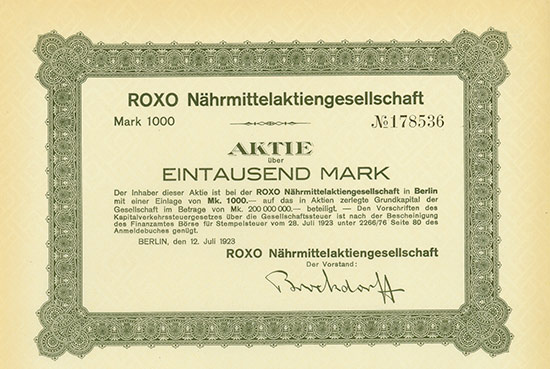 ROXO Nährmittelaktiengesellschaft
Mark 1000
№ 178536
AKTIE
über
EINTAUSEND MARK
Der Inhaber dieser Aktie ist bei der ROXO Nährmittelaktiengesellschaft in Berlin
mit einer Einlage von Mk. 1000.— auf das in Aktien zerlegte Grundkapital der
Gesellschaft im Betrage von Mk. 200 000 000.— beteiligt. — Den Vorschriften des
Kapitalverkehrssteuergesetzes über die Gesellschaftssteuer ist nach der Bescheinigung
des Finanzamtes Börse für Stempelsteuer vom 28. Juli 1923 unter 2266/76 Seite 80 des
Anmeldebuches genügt.
BERLIN, den 12. Juli 1923
ROXO Nährmittelaktiengesellschaft
Der Vorstand:
Brockdorff